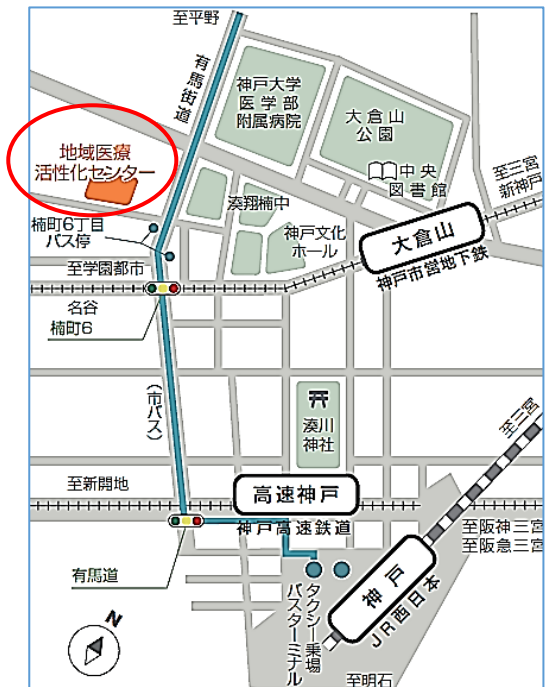 至平野
有馬街道
神戸大学
医学部
附属病院
大倉山
公園
地域医療
活性化センター
中央
図書館
至三宮
新神戸
湊翔楠中
楠町6丁目
バス停
神戸文化
ホール
大倉山
神戸市営地下鉄
至学園都市
名谷
楠町6
(市バス)
湊川
神社
至三宮
至新開地
高速神戸
神戸高速鉄道
至阪神三宮
至阪急三宮
有馬道
神戸
JR西日本
タクシー乗場
バスターミナル
N
至明石